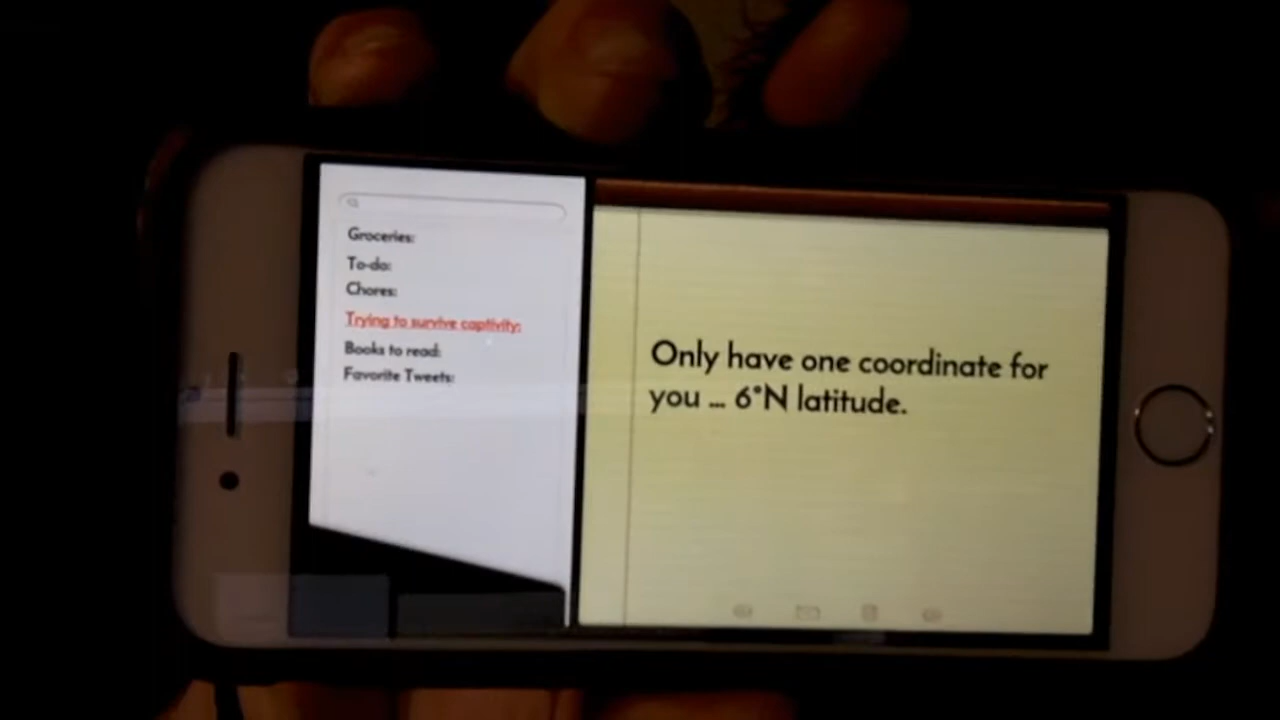 Groceries:
To-do:
Chores:
Trying to survive captivity:
Books to read:
Favorite Tweets:
Only have one coordinate for
you ... 6°N latitude.